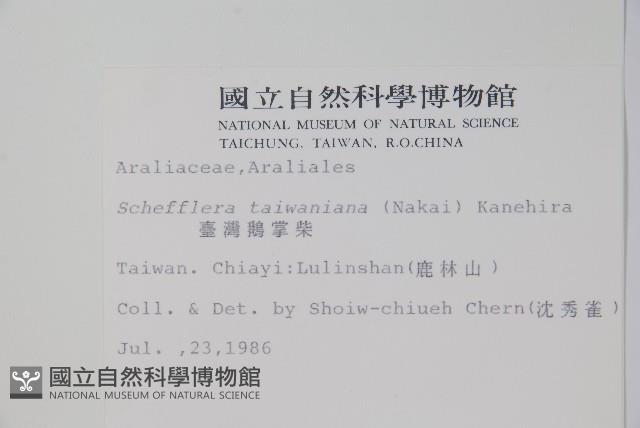 國立自然科學博物館
NATIONAL MUSEUM OF NATURAL SCIENCE
TAICHUNG, TAIWAN, R.O.CHINA
Araliaceae,Araliales
Schefflera taiwaniana (Nakai) Kanehira
臺灣鵝掌柴
Taiwan. Chiayi:Lulinshan(鹿林山)
Coll. & Det. by Shoiw-chiueh Chern(沈秀雀)
Jul. ,23,1986
國立自然科學博物館
NATIONAL MUSEUM OF NATURAL SCIENCE